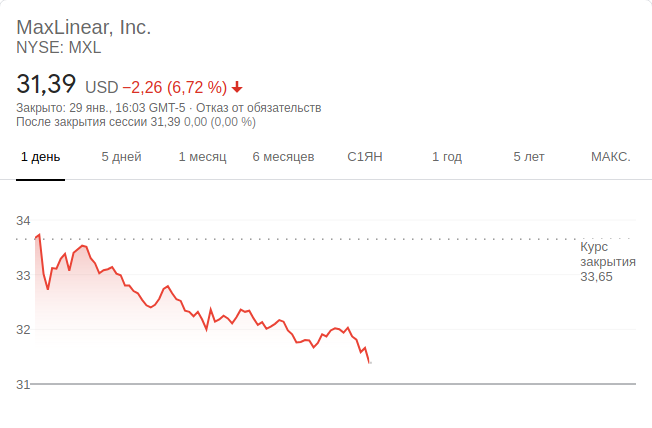 MaxLinear, Inc.
NYSE: MXL
31,39 USD −2,26 (6,72 %)
Закрыто: 29 янв., 16:03 GMT-5 · Отказ от обязательств
После закрытия сессии 31,39 0,00 (0,00 %)
1 день 5 дней 1 месяц 6 месяцев С1ЯН 1 год 5 лет МАКС.
34
Курс
закрытия
33,65
33
32
31